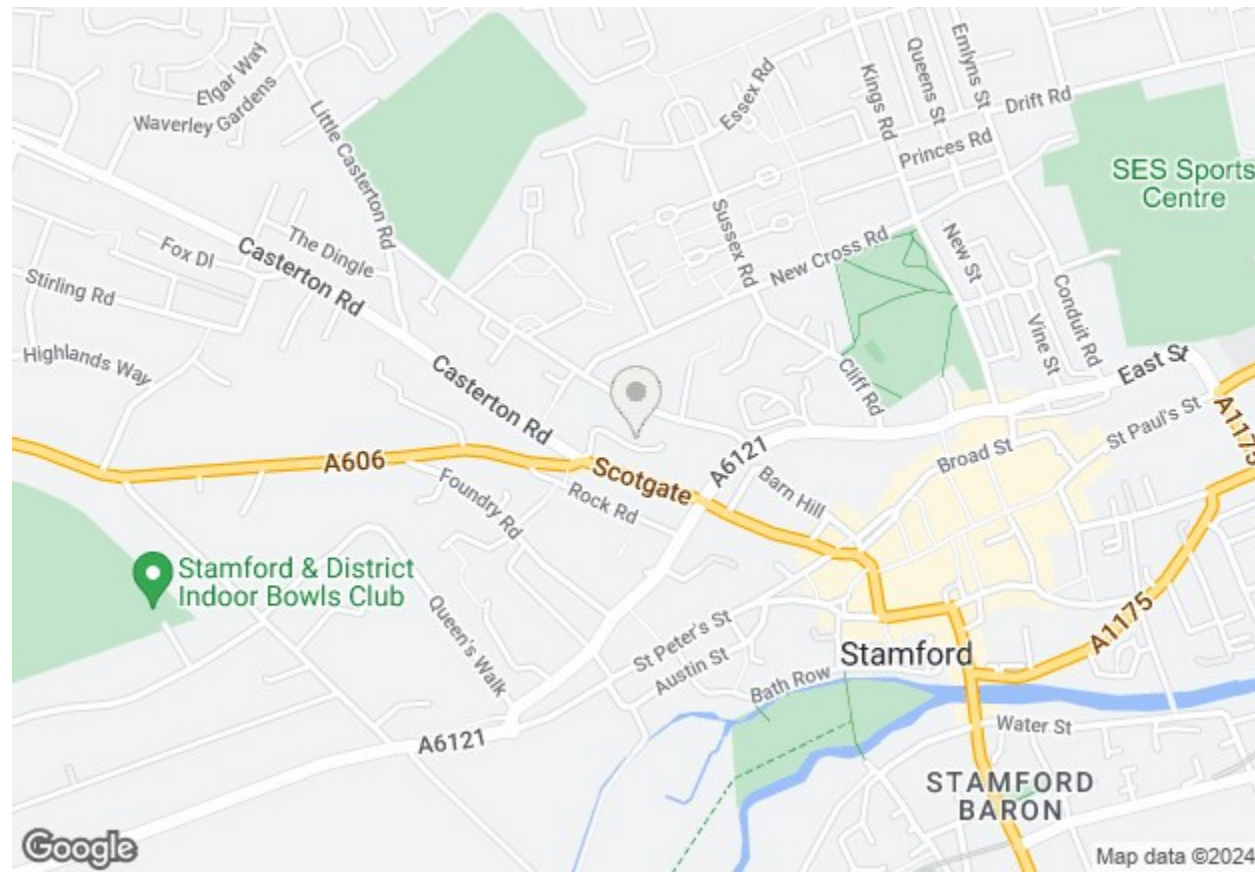 Elgar Way
Waverley Gardens
Little Casterton Rd
Essex Rd
Kings Rd
Queens St
Emlyns St
Drift Rd
Princes Rd
SES Sports
Centre
Fox Dl
The Dingle
Casterton Rd
Stirling Rd
Sussex Rd
New Cross Rd
New St
Conduit Rd
Vine St
Highlands Way
Casterton Rd
Cliff Rd
East St
St Paul's St
A1175
A606
Scotgate
A6121
Broad St
Barn Hill
Foundry Rd
Rock Rd
Stamford & District
Indoor Bowls Club
Queen's Walk
St Peter's St
Austin St
Stamford
A1175
Bath Row
A6121
Water St
STAMFORD
BARON
Google
Map data ©2024